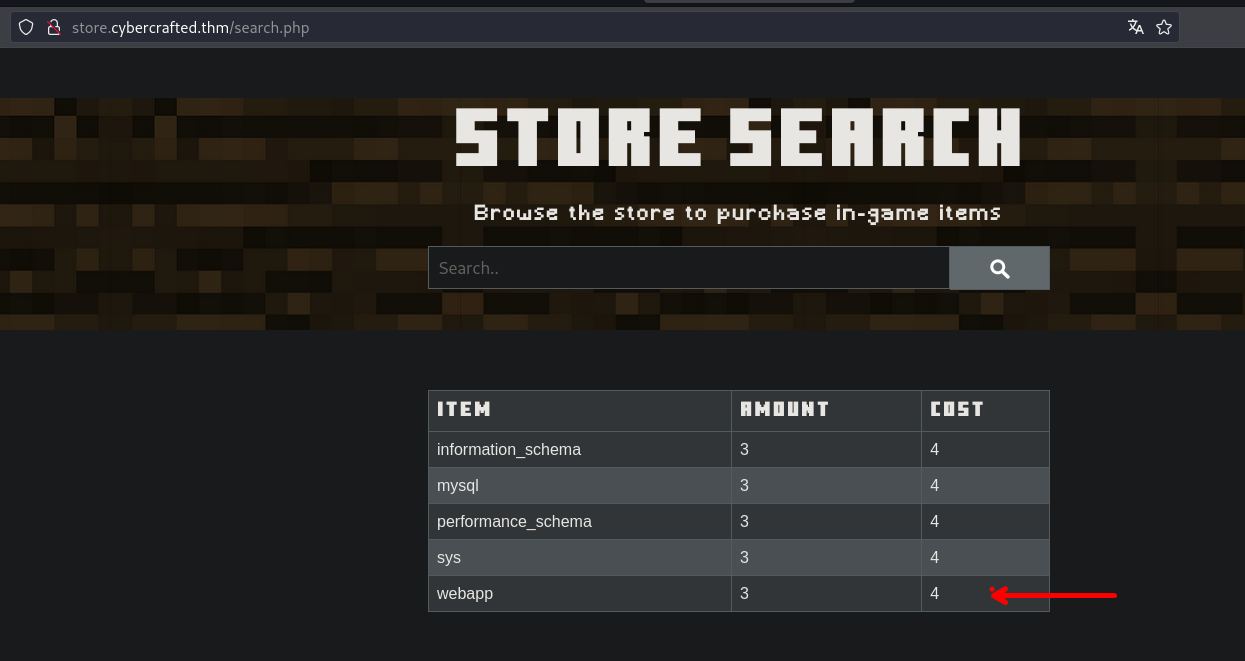 store.cybercrafted.thm/search.php
STORE SEARCH
Browse the store to purchase in-game items
Search..
ITEM AMOUNT COST
information_schema 3 4
mysql 3 4
performance_schema 3 4
sys 3 4
webapp 3 4